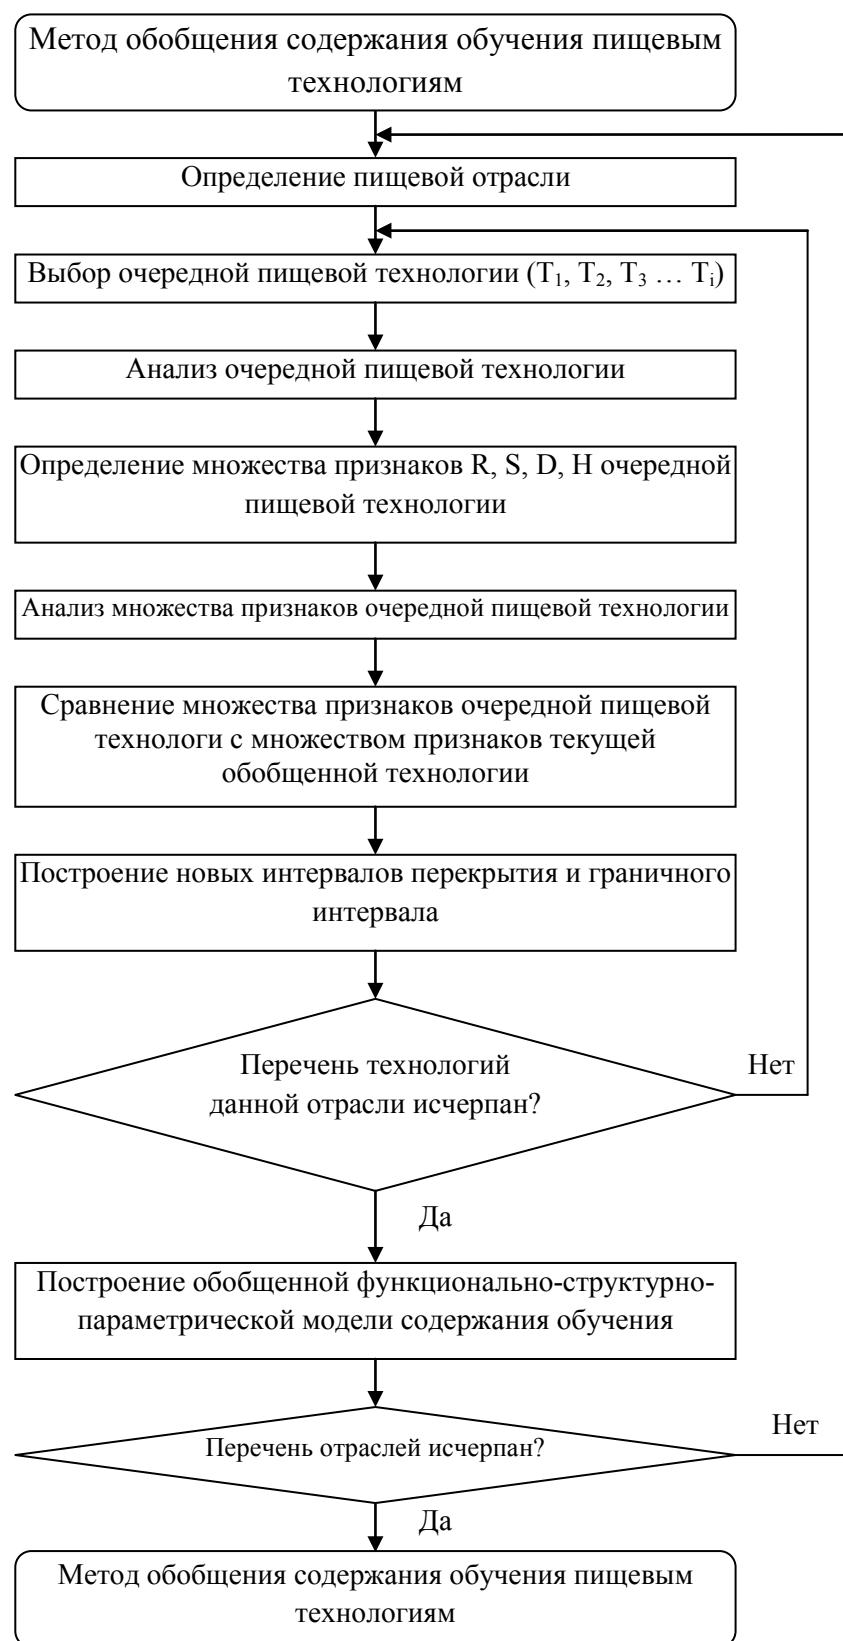 Метод обобщения содержания обучения пищевым
технологиям
Определение пищевой отрасли
Выбор очередной пищевой технологии (T₁, T₂, T₃ … Tᵢ)
Анализ очередной пищевой технологии
Определение множества признаков R, S, D, H очередной
пищевой технологии
Анализ множества признаков очередной пищевой технологии
Сравнение множества признаков очередной пищевой
технологи с множеством признаков текущей
обобщенной технологии
Построение новых интервалов перекрытия и граничного
интервала
Перечень технологий
данной отрасли исчерпан?
Нет
Да
Построение обобщенной функционально-структурно-
параметрической модели содержания обучения
Перечень отраслей исчерпан?
Нет
Да
Метод обобщения содержания обучения пищевым
технологиям